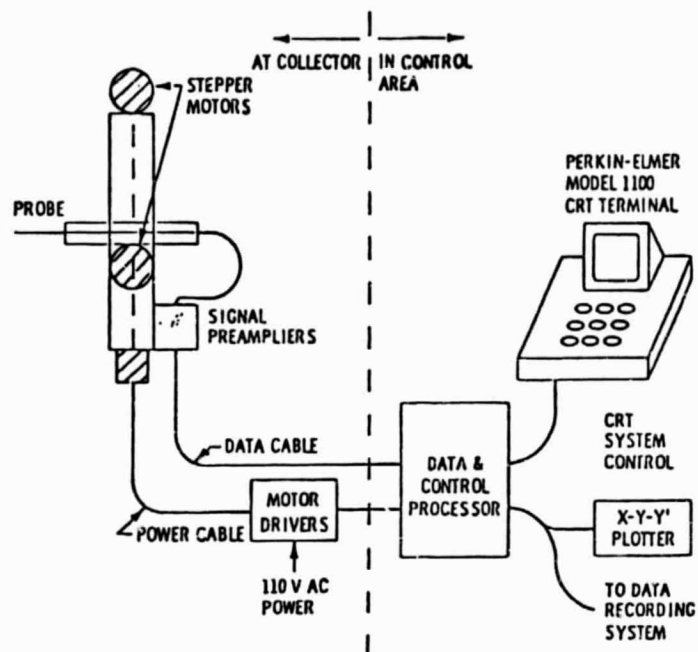 AT COLLECTOR
IN CONTROL
AREA
STEPPER
MOTORS
PERKIN-ELMER
MODEL 1100
CRT TERMINAL
PROBE
SIGNAL
PREAMPLIERS
DATA CABLE
DATA &
CONTROL
PROCESSOR
CRT
SYSTEM
CONTROL
MOTOR
DRIVERS
POWER CABLE
X-Y-Y'
PLOTTER
110 V AC
POWER
TO DATA
RECORDING
SYSTEM